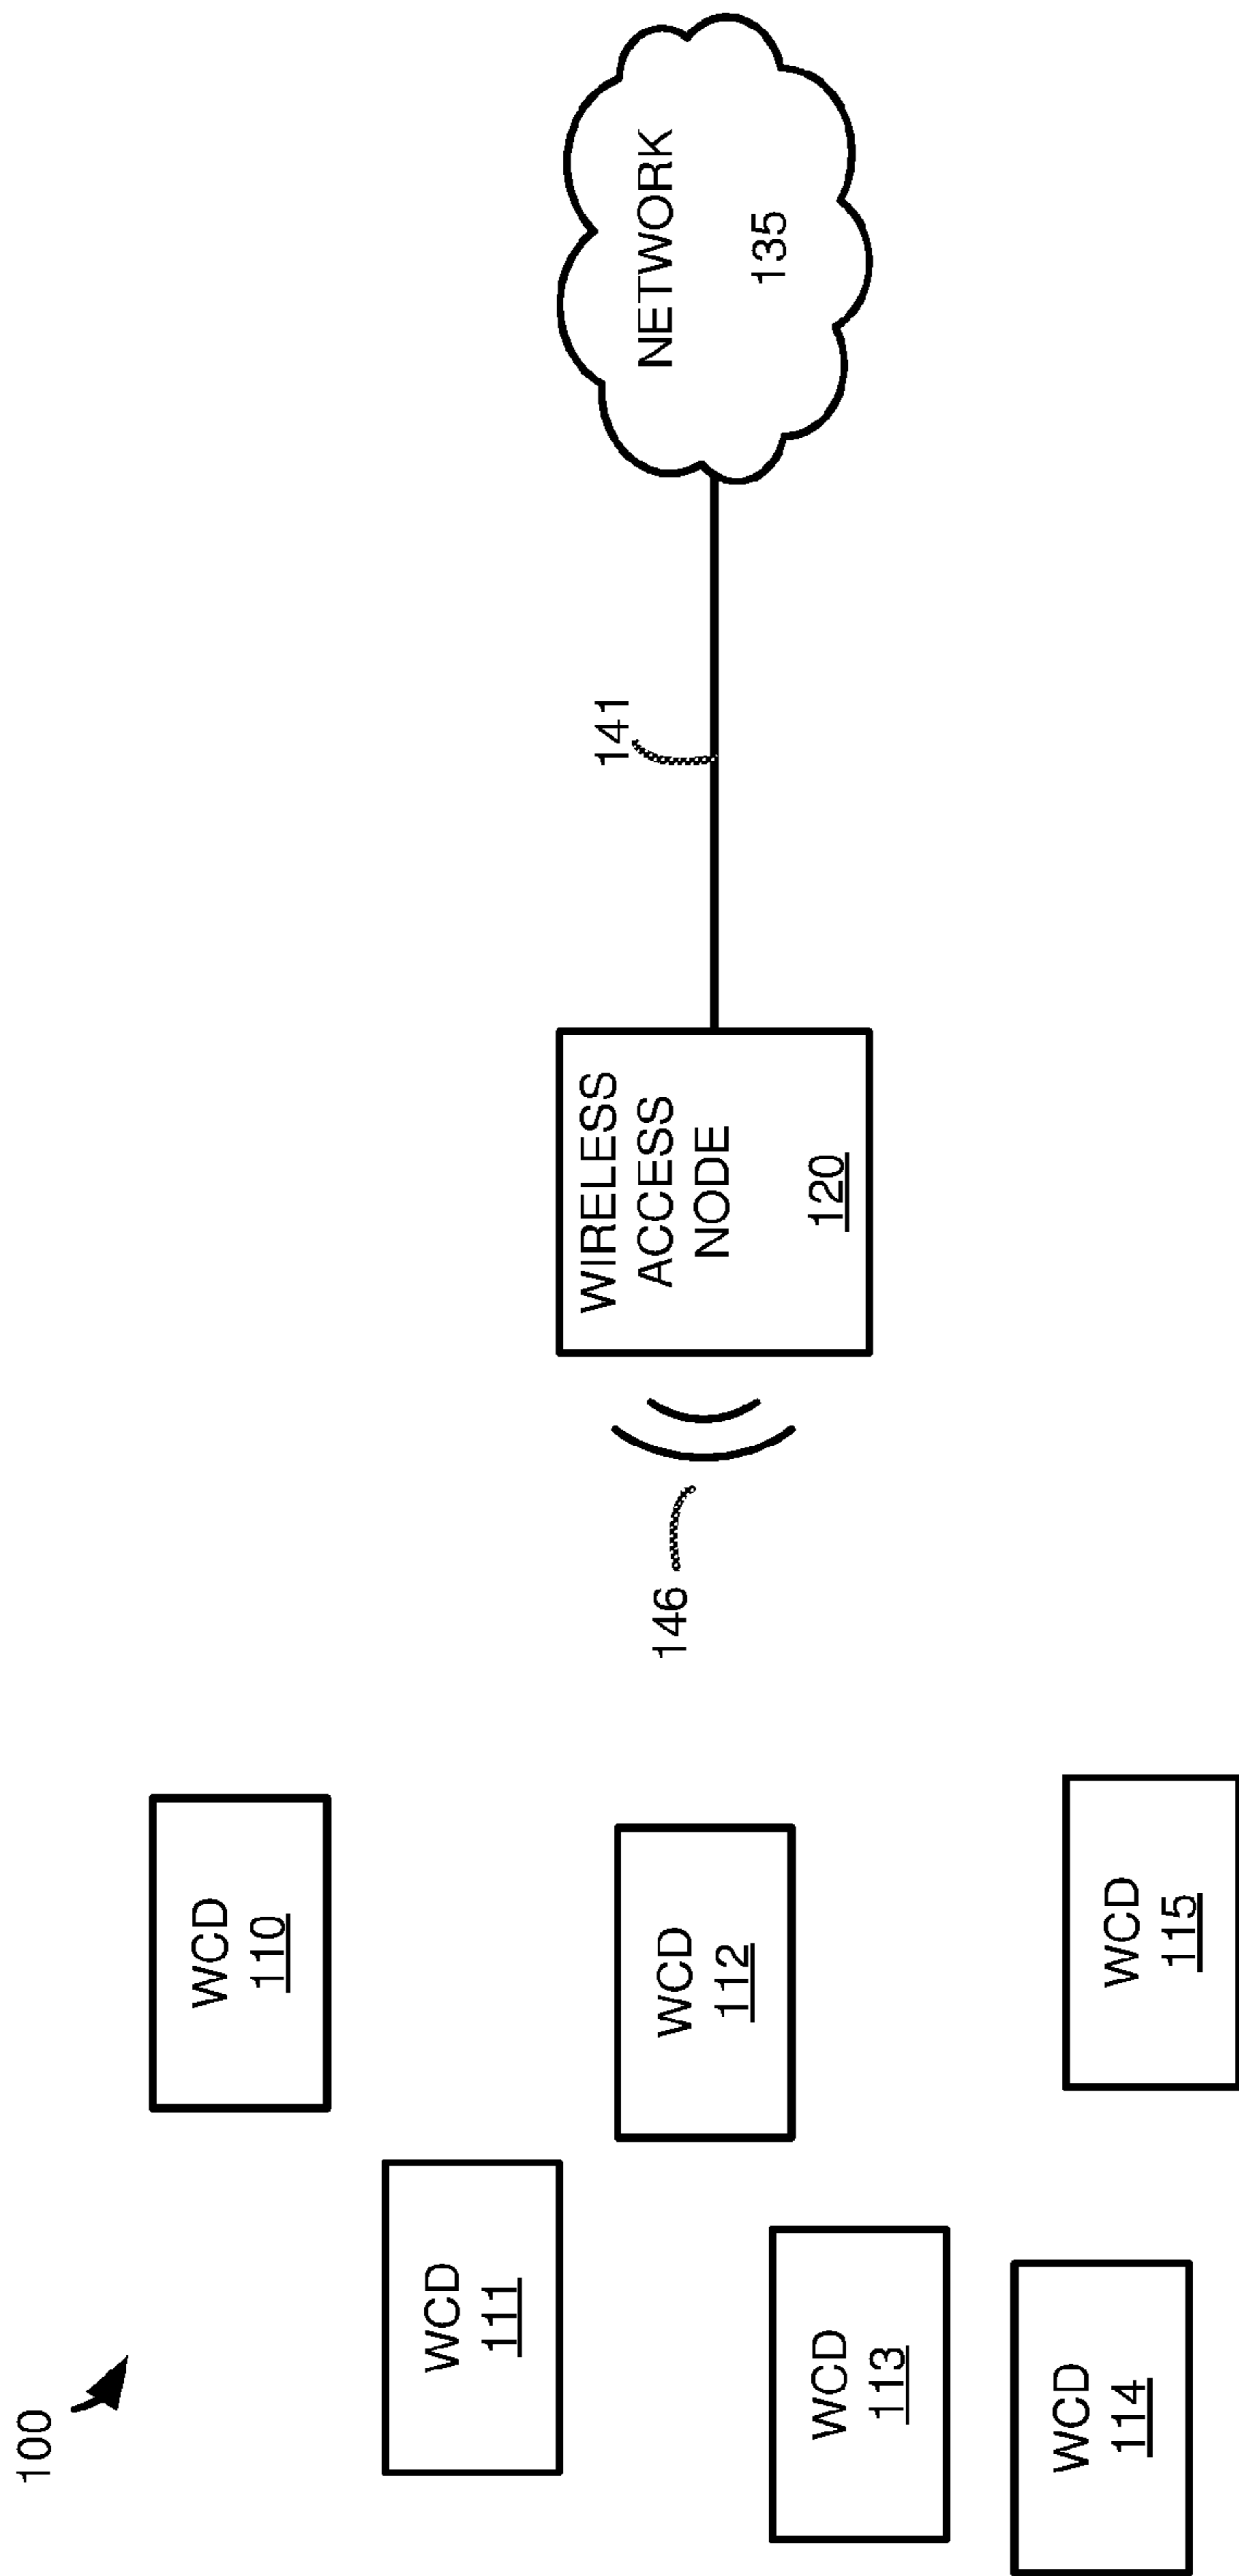 100
WCD
110
WCD
111
WCD
112
WCD
113
WCD
114
WCD
115
146
WIRELESS
ACCESS
NODE
120
141
NETWORK
135